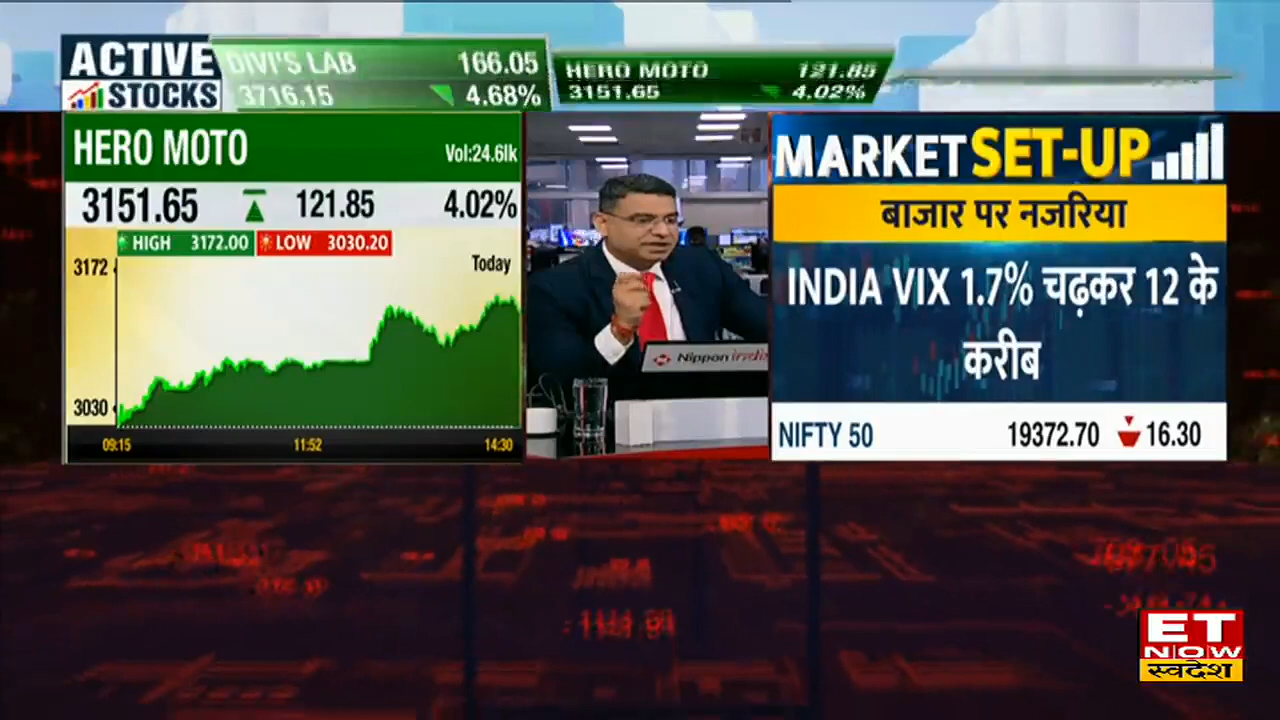 ACTIVE
STOCKS
DIVI'S LAB 166.05
3716.15 4.68%
HERO MOTO 121.85
3151.65 4.02%
HERO MOTO Vol:24.6lk
3151.65 121.85 4.02%
HIGH 3172.00 LOW 3030.20
3172 Today
3030
09:15 11:52 14:30
Nippon india
MARKET SET-UP
बाजार पर नजरिया
INDIA VIX 1.7% चढ़कर 12 के
करीब
NIFTY 50 19372.70 16.30
ET
NOW
स्वदेश